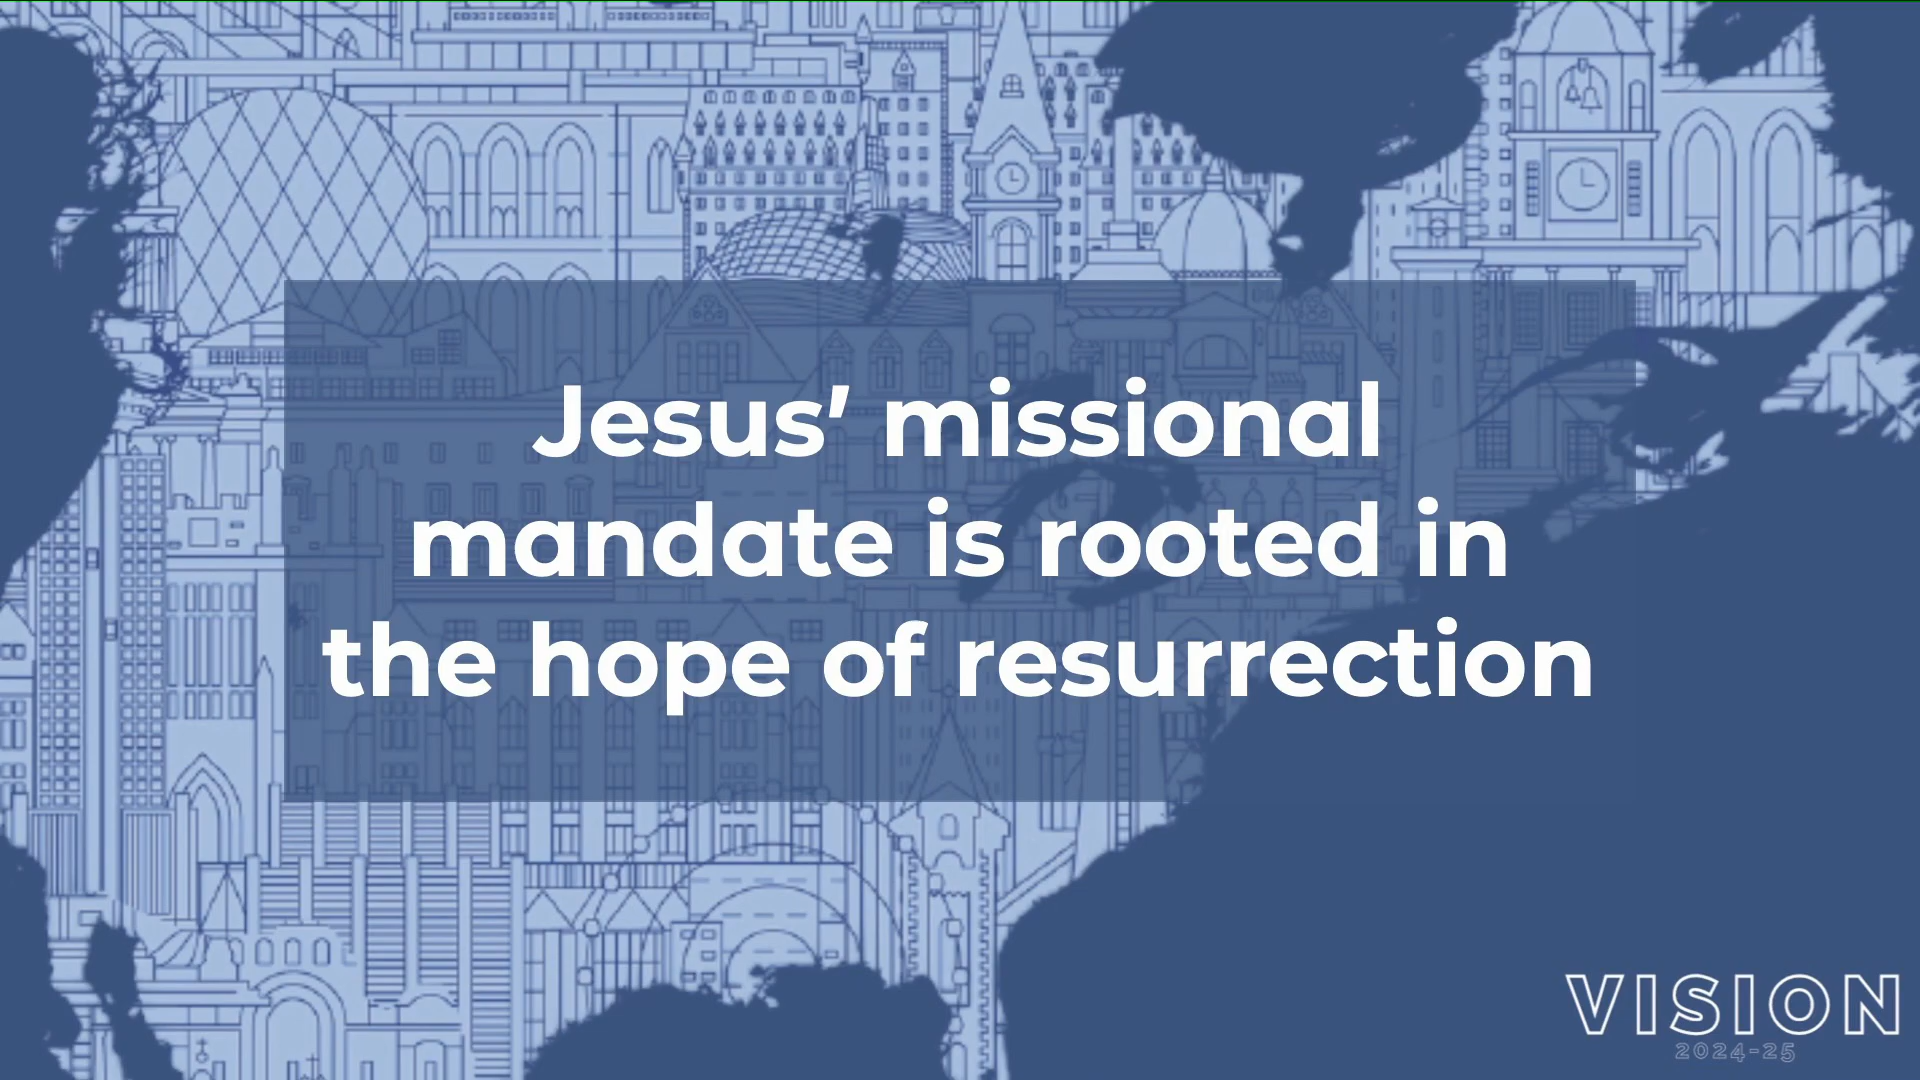 Jesus’ missional
mandate is rooted in
the hope of resurrection
VISION
2024-25